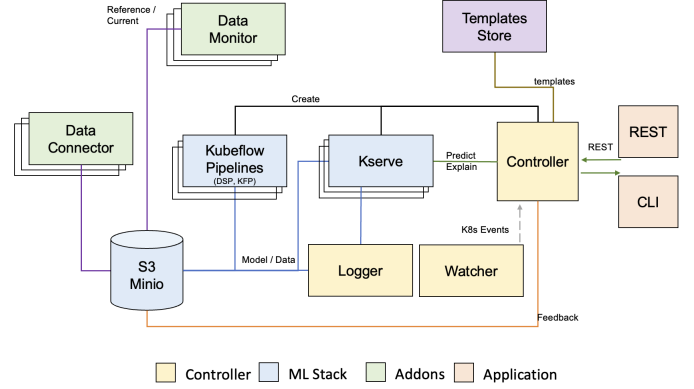 Reference /
Current
Data
Monitor
Templates
Store
templates
Create
Data
Connector
Kubeflow
Pipelines
(DSP, KFP)
Kserve
Predict
Explain
Controller
REST
REST
CLI
K8s Events
S3
Minio
Model / Data
Logger
Watcher
Feedback
Controller
ML Stack
Addons
Application